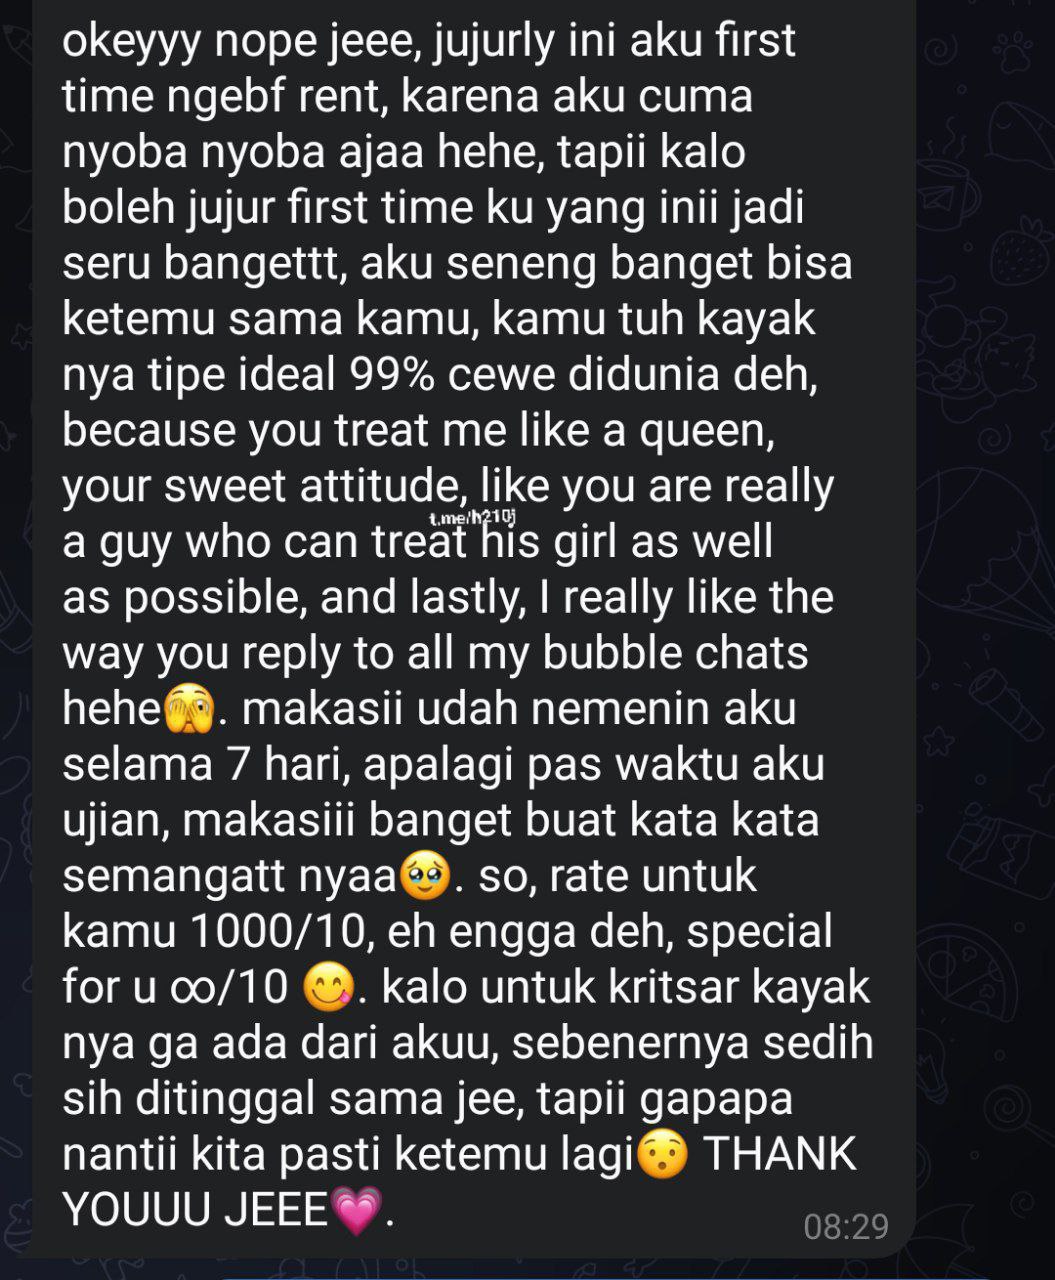 okeyyy nope jeee, jujurly ini aku first
time ngebf rent, karena aku cuma
nyoba nyoba ajaa hehe, tapii kalo
boleh jujur first time ku yang inii jadi
seru bangettt, aku seneng banget bisa
ketemu sama kamu, kamu tuh kayak
nya tipe ideal 99% cewe didunia deh,
because you treat me like a queen,
your sweet attitude, like you are really
t.me/h210j
a guy who can treat his girl as well
as possible, and lastly, I really like the
way you reply to all my bubble chats
hehe🫣. makasii udah nemenin aku
selama 7 hari, apalagi pas waktu aku
ujian, makasiii banget buat kata kata
semangatt nyaa🥹. so, rate untuk
kamu 1000/10, eh engga deh, special
for u ∞/10 😋. kalo untuk kritsar kayak
nya ga ada dari akuu, sebenernya sedih
sih ditinggal sama jee, tapii gapapa
nantii kita pasti ketemu lagi😯 THANK
YOUUU JEEE💗.
08:29